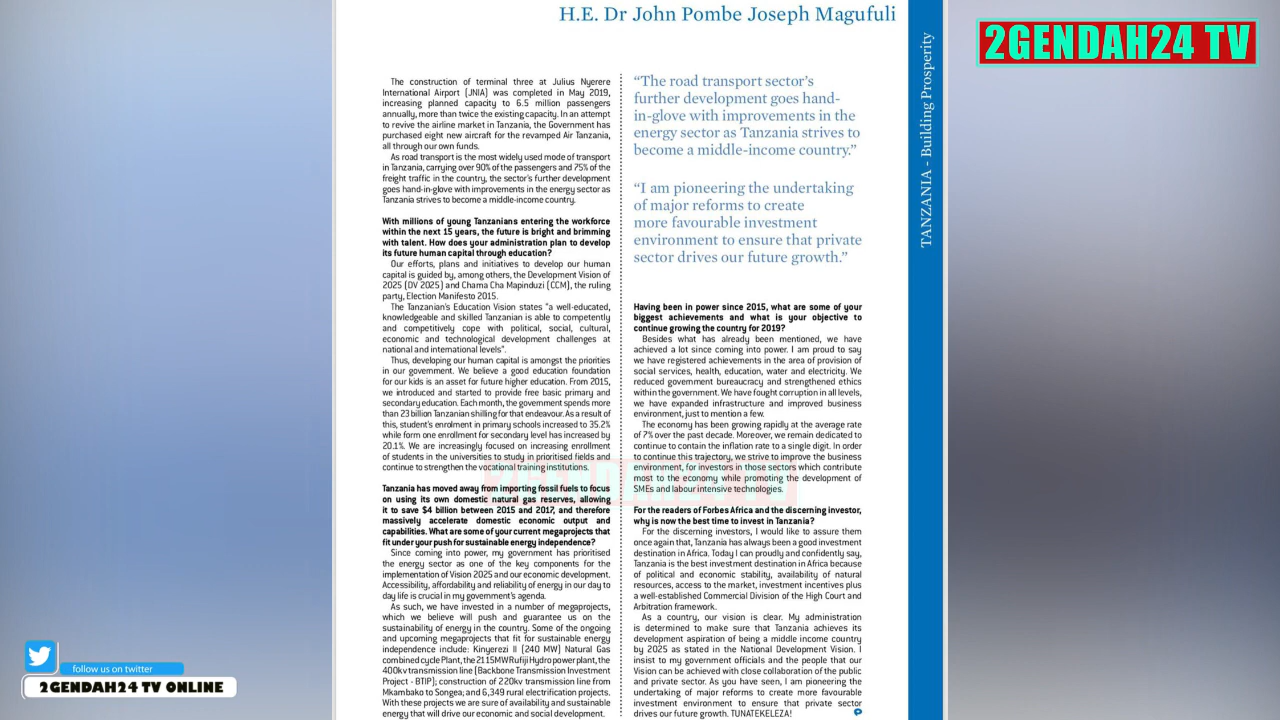 H.E. Dr John Pombe Joseph Magufuli
2GENDAH24 TV
TANZANIA - Building Prosperity
The construction of terminal three at Julius Nyerere
International Airport (JNIA) was completed in May 2019,
increasing planned capacity to 6.5 million passengers
annually, more than twice the existing capacity. In an attempt
to revive the airline market in Tanzania, the Government has
purchased eight new aircraft for the revamped Air Tanzania,
all through our own funds.
As road transport is the most widely used mode of transport
in Tanzania, carrying over 90% of the passengers and 75% of the
freight traffic in the country, the sector's further development
goes hand-in-glove with improvements in the energy sector as
Tanzania strives to become a middle-income country.
With millions of young Tanzanians entering the workforce
within the next 15 years, the future is bright and brimming
with talent. How does your administration plan to develop
its future human capital through education?
Our efforts, plans and initiatives to develop our human
capital is guided by, among others, the Development Vision of
2025 (DV 2025) and Chama Cha Mapinduzi (CCM), the ruling
party, Election Manifesto 2015.
The Tanzanian's Education Vision states "a well-educated,
knowledgeable and skilled Tanzanian is able to competently
and competitively cope with political, social, cultural,
economic and technological development challenges at
national and international levels".
Thus, developing our human capital is amongst the priorities
in our government. We believe a good education foundation
for our kids is an asset for future higher education. From 2015,
we introduced and started to provide free basic primary and
secondary education. Each month, the government spends more
than 23 billion Tanzanian shilling for that endeavour. As a result of
this, student's enrolment in primary schools increased to 35.2%
while form one enrollment for secondary level has increased by
20.1%. We are increasingly focused on increasing enrollment
of students in the universities to study in prioritised fields and
continue to strengthen the vocational training institutions.
Tanzania has moved away from importing fossil fuels to focus
on using its own domestic natural gas reserves, allowing
it to save $4 billion between 2015 and 2017, and therefore
massively accelerate domestic economic output and
capabilities. What are some of your current megaprojects that
fit under your push for sustainable energy independence?
Since coming into power, my government has prioritised
the energy sector as one of the key components for the
implementation of Vision 2025 and our economic development.
Accessibility, affordability and reliability of energy in our day to
day life is crucial in my government's agenda.
As such, we have invested in a number of megaprojects,
which we believe will push and guarantee us on the
sustainability of energy in the country. Some of the ongoing
and upcoming megaprojects that fit for sustainable energy
independence include: Kinyerezi II (240 MW) Natural Gas
combined cycle Plant, the 2115MW Rufiji Hydro power plant, the
400kv transmission line (Backbone Transmission Investment
Project - BTIP); construction of 220kv transmission line from
Mkambako to Songea; and 6,349 rural electrification projects.
With these projects we are sure of availability and sustainable
energy that will drive our economic and social development.
“The road transport sector’s
further development goes hand-
in-glove with improvements in the
energy sector as Tanzania strives to
become a middle-income country.”
“I am pioneering the undertaking
of major reforms to create
more favourable investment
environment to ensure that private
sector drives our future growth.”
Having been in power since 2015, what are some of your
biggest achievements and what is your objective to
continue growing the country for 2019?
Besides what has already been mentioned, we have
achieved a lot since coming into power. I am proud to say
we have registered achievements in the area of provision of
social services, health, education, water and electricity. We
reduced government bureaucracy and strengthened ethics
within the government. We have fought corruption in all levels,
we have expanded infrastructure and improved business
environment, just to mention a few.
The economy has been growing rapidly at the average rate
of 7% over the past decade. Moreover, we remain dedicated to
continue to contain the inflation rate to a single digit. In order
to continue this trajectory, we strive to improve the business
environment, for investors in those sectors which contribute
most to the economy while promoting the development of
SMEs and labour intensive technologies.
For the readers of Forbes Africa and the discerning investor,
why is now the best time to invest in Tanzania?
For the discerning investors, I would like to assure them
once again that, Tanzania has always been a good investment
destination in Africa. Today I can proudly and confidently say,
Tanzania is the best investment destination in Africa because
of political and economic stability, availability of natural
resources, access to the market, investment incentives plus
a well-established Commercial Division of the High Court and
Arbitration framework.
As a country, our vision is clear. My administration
is determined to make sure that Tanzania achieves its
development aspiration of being a middle income country
by 2025 as stated in the National Development Vision. I
insist to my government officials and the people that our
Vision can be achieved with close collaboration of the public
and private sector. As you have seen, I am pioneering the
undertaking of major reforms to create more favourable
investment environment to ensure that private sector
drives our future growth. TUNATEKELEZA!
follow us on twitter
2GENDAH24 TV ONLINE